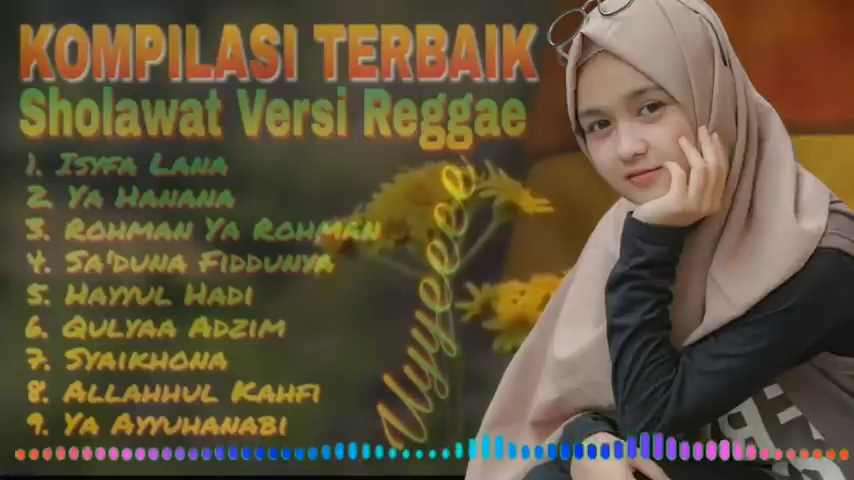 KOMPILASI TERBAIK
Sholawat Versi Reggae
1. Isyfa Lana
2. Ya Hanana
3. Rohman Ya Rohman
4. Sa'duna Fiddunya
5. Hayyul Hadi
6. Qulyaa Adzim
7. Syaikhona
8. Allahhul Kahfi
9. Ya Ayyuhanabi
Uyyeeeee